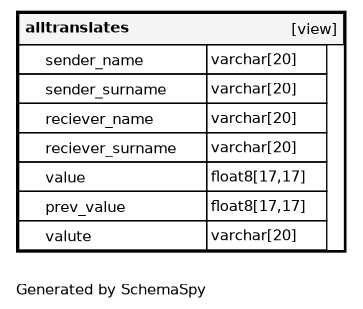 alltranslates [view]
sender_name varchar[20]
sender_surname varchar[20]
reciever_name varchar[20]
reciever_surname varchar[20]
value float8[17,17]
prev_value float8[17,17]
valute varchar[20]
Generated by SchemaSpy